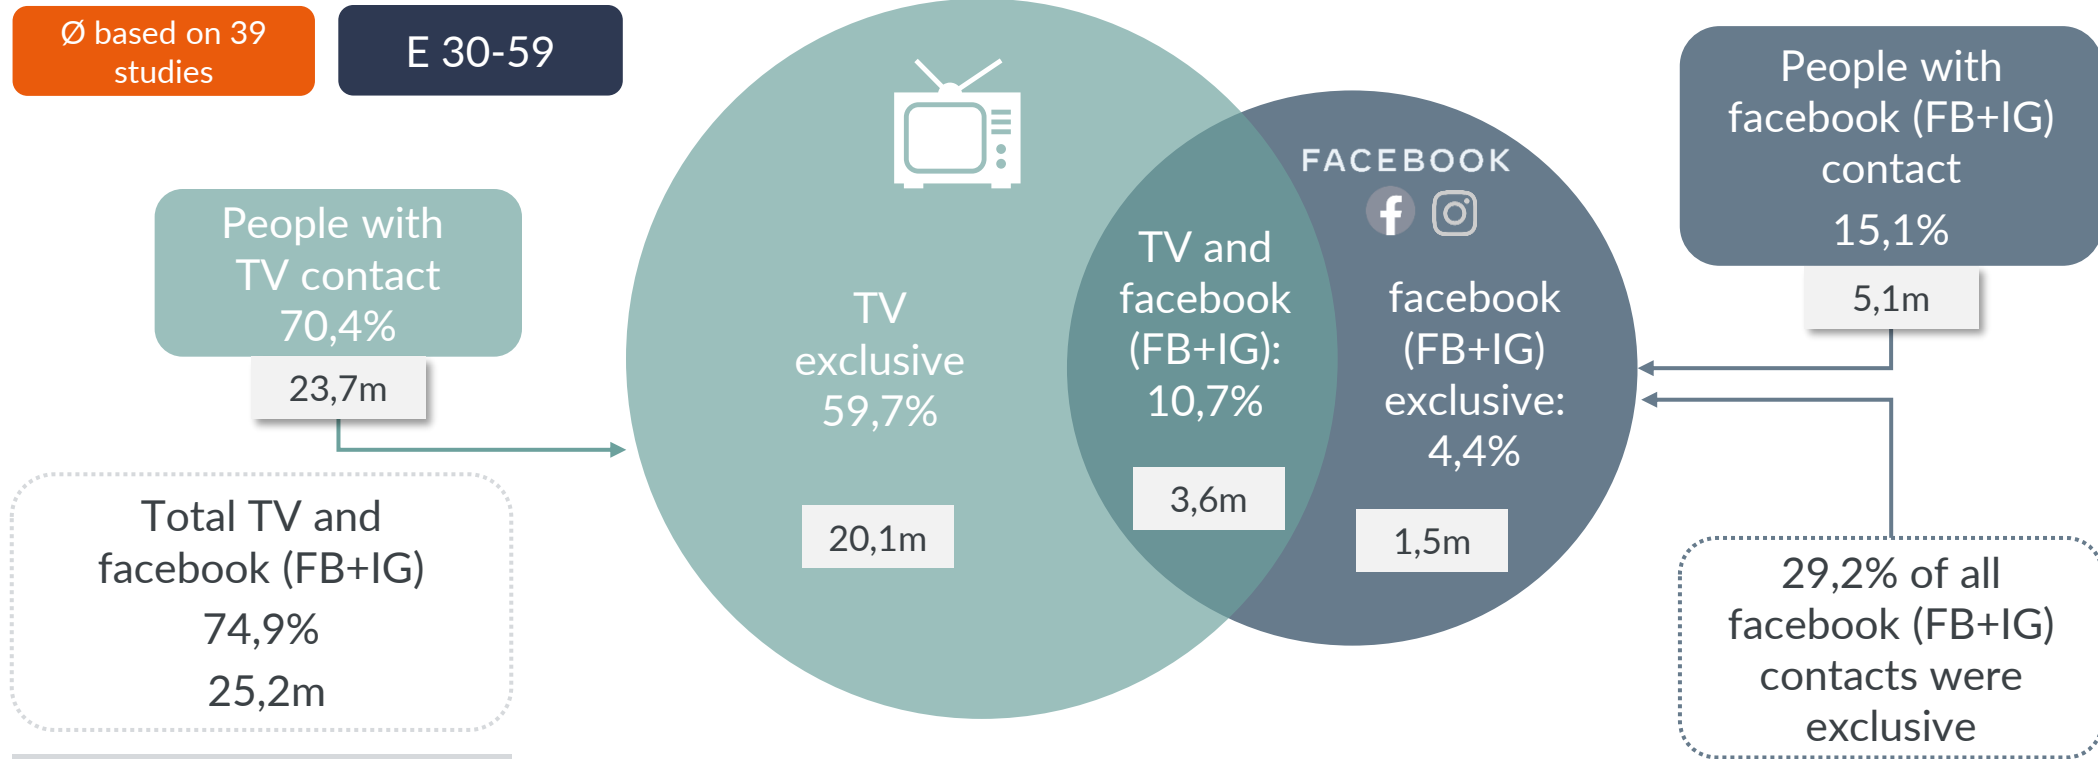 Ø based on 39
studies
E 30-59
People with
TV contact
70,4%
23,7m
Total TV and
facebook (FB+IG)
74,9%
25,2m
TV
exclusive
59,7%
20,1m
TV and
facebook
(FB+IG):
10,7%
3,6m
FACEBOOK
facebook
(FB+IG)
exclusive:
4,4%
1,5m
People with
facebook (FB+IG)
contact
15,1%
5,1m
29,2% of all
facebook (FB+IG)
contacts were
exclusive